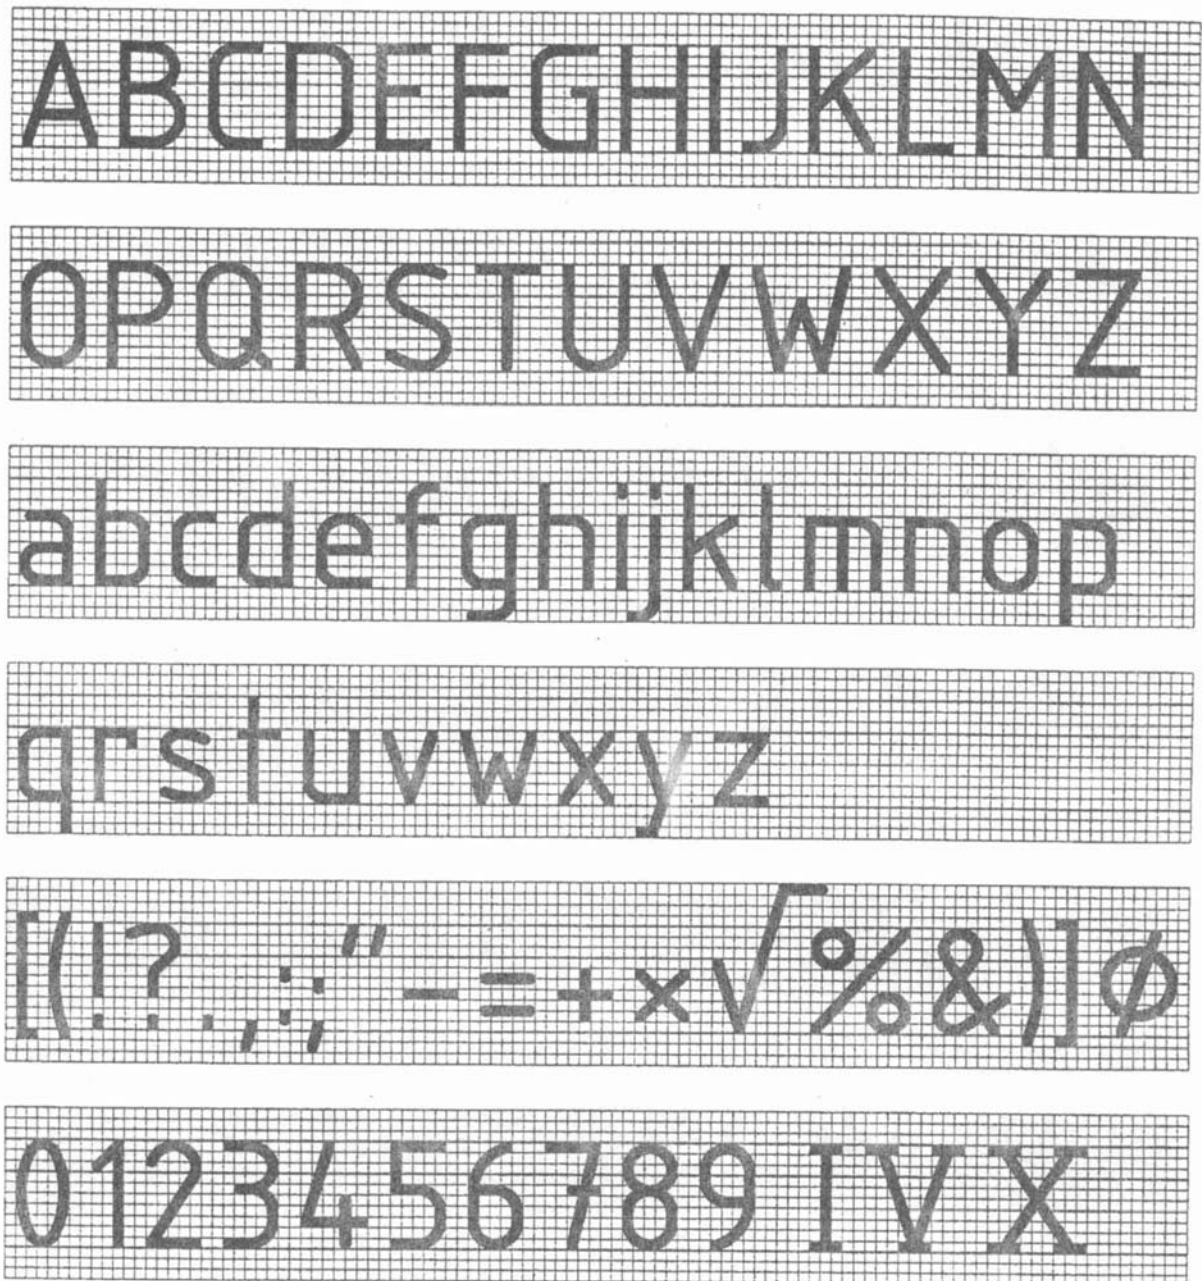 ABCDEFGHIJKLMN
OPQRSTUVWXYZ
abcdefghijklmnop
qrstuvwxyz
[(!?.,:;"-=+×√%&)]ø
0123456789 IVX